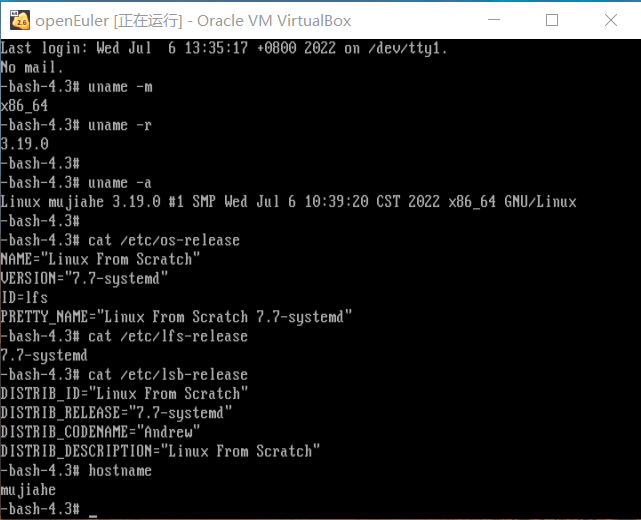 openEuler [正在运行] - Oracle VM VirtualBox
Last login: Wed Jul  6 13:35:17 +0800 2022 on /dev/tty1.
No mail.
-bash-4.3# uname -m
x86_64
-bash-4.3# uname -r
3.19.0
-bash-4.3#
-bash-4.3# uname -a
Linux mujiahe 3.19.0 #1 SMP Wed Jul 6 10:39:20 CST 2022 x86_64 GNU/Linux
-bash-4.3#
-bash-4.3# cat /etc/os-release
NAME="Linux From Scratch"
VERSION="7.7-systemd"
ID=lfs
PRETTY_NAME="Linux From Scratch 7.7-systemd"
-bash-4.3# cat /etc/lfs-release
7.7-systemd
-bash-4.3# cat /etc/lsb-release
DISTRIB_ID="Linux From Scratch"
DISTRIB_RELEASE="7.7-systemd"
DISTRIB_CODENAME="Andrew"
DISTRIB_DESCRIPTION="Linux From Scratch"
-bash-4.3# hostname
mujiahe
-bash-4.3# _